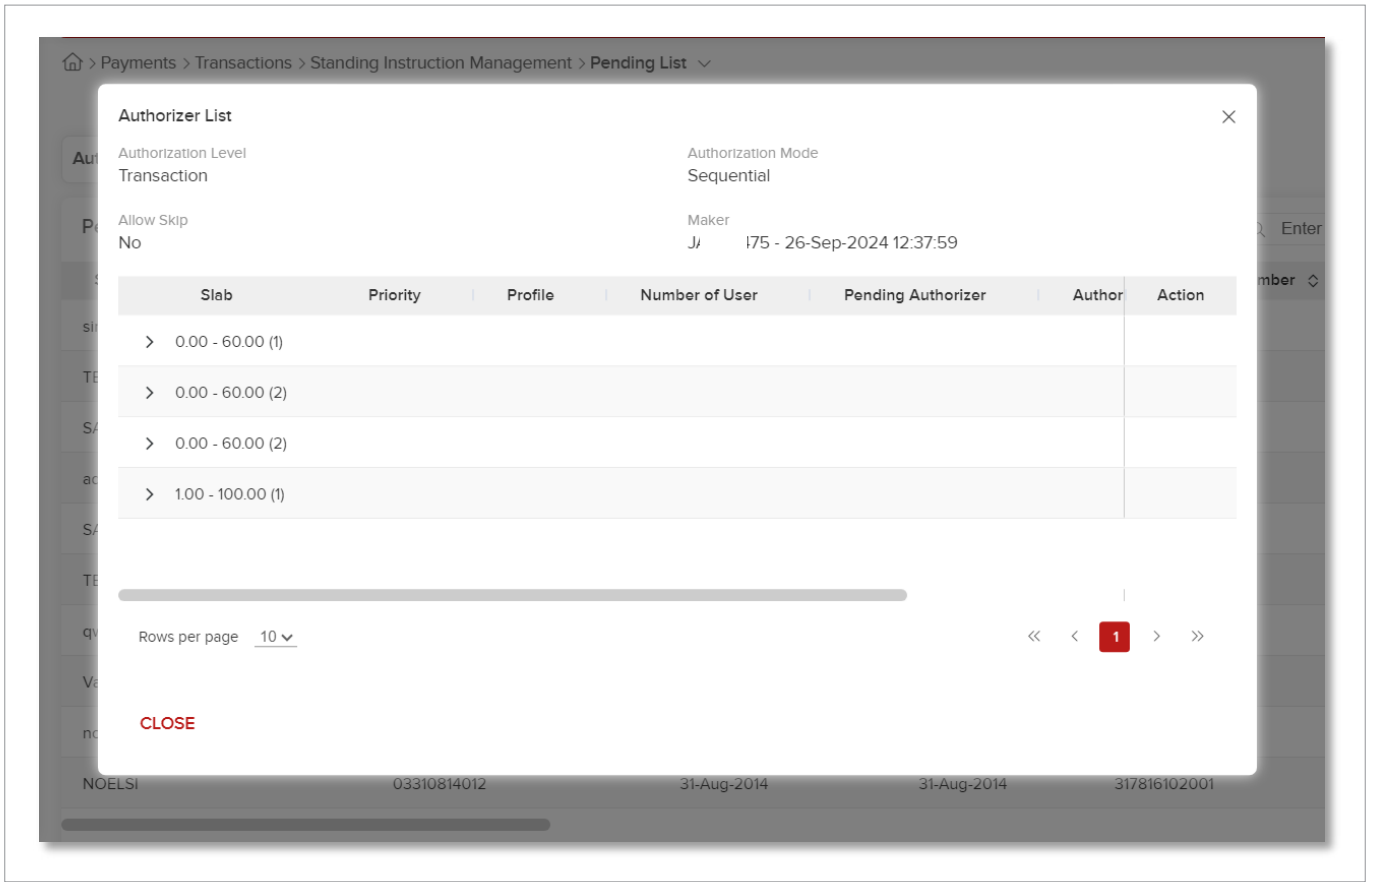 Payments > Transactions > Standing Instruction Management > Pending List
Authorizer List
Authorization Level
Authorization Mode
Transaction
Sequential
Allow Skip
Maker
No
475 - 26-Sep-2024 12:37:59
Enter
Slab Priority Profile Number of User Pending Authorizer Author Action
0.00 - 60.00 (1)
0.00 - 60.00 (2)
0.00 - 60.00 (2)
1.00 - 100.00 (1)
Rows per page 10
1
CLOSE
NOELSI 03310814012 31-Aug-2014 31-Aug-2014 317816102001